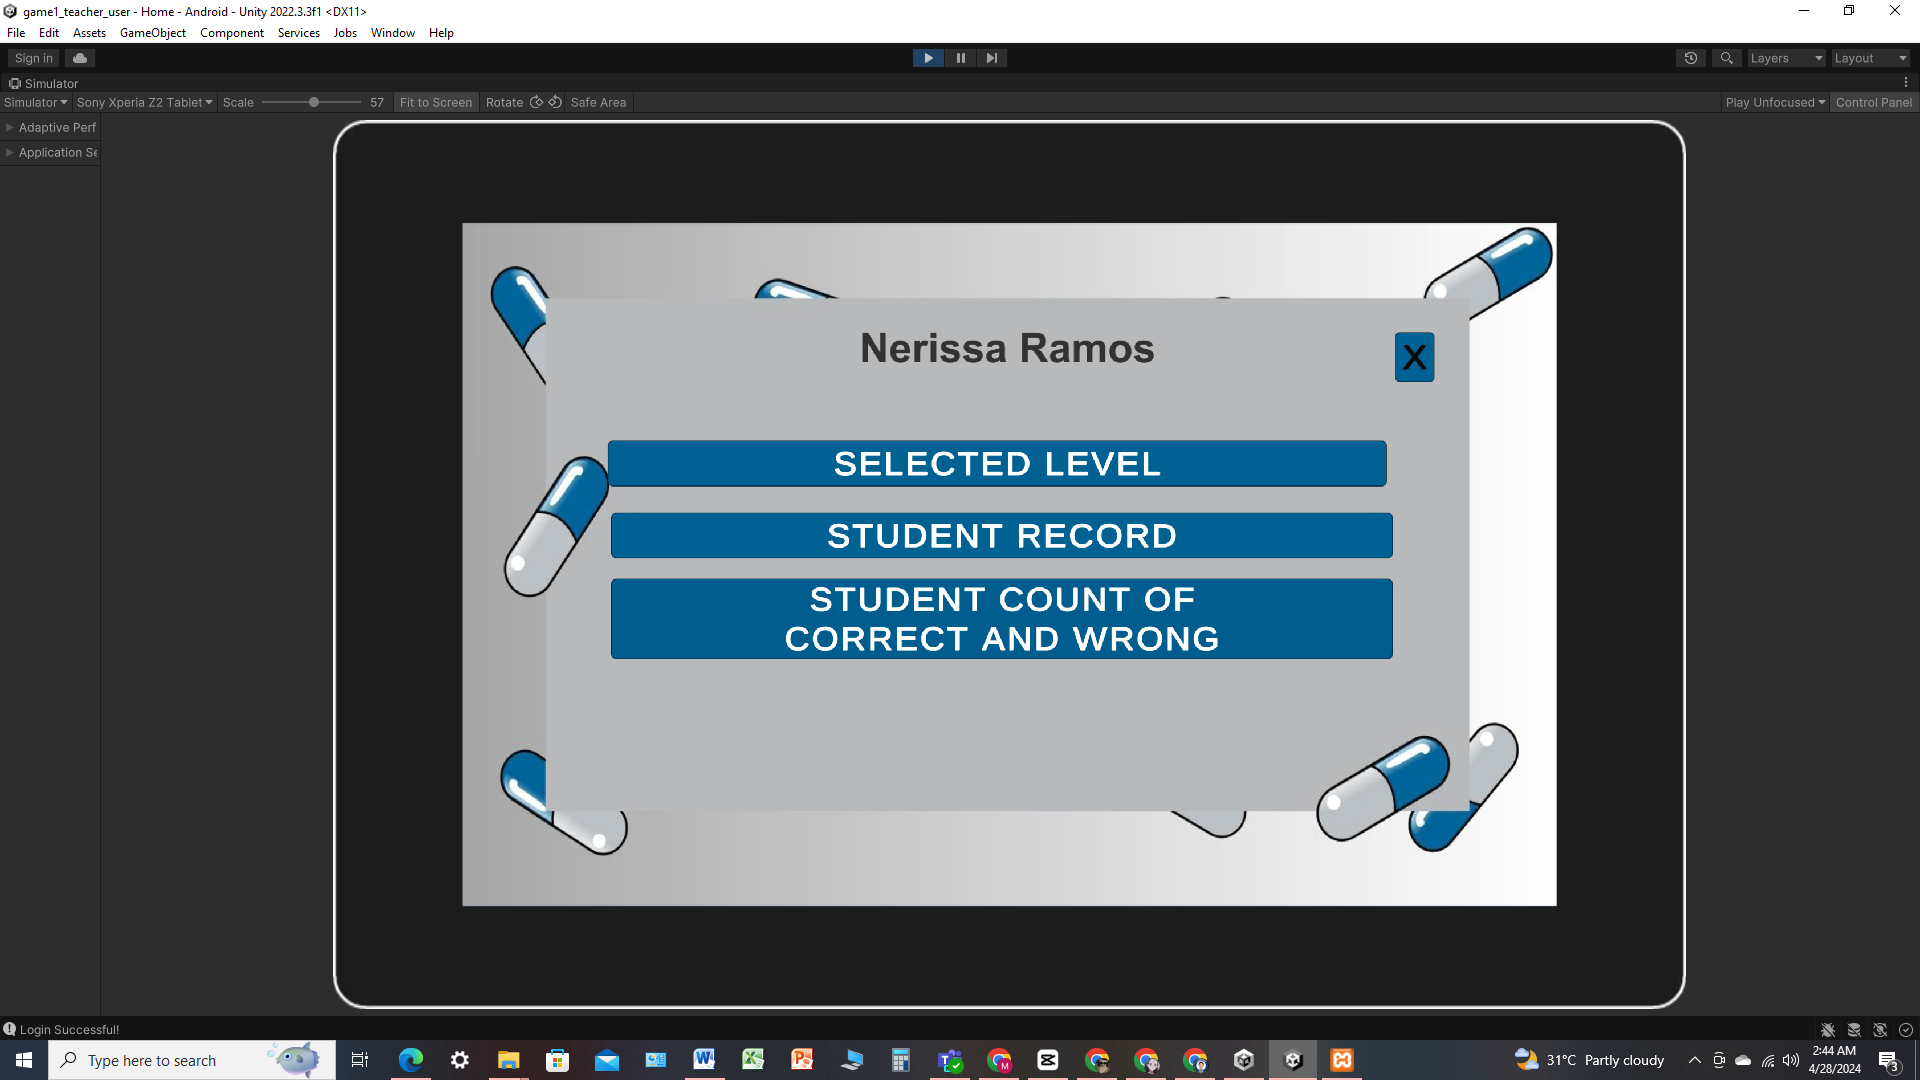 game1_teacher_user - Home - Android - Unity 2022.3.3f1 <DX11>
File Edit Assets GameObject Component Services Jobs Window Help
Sign in Layers Layout
Simulator
Simulator Sony Xperia Z2 Tablet Scale 57 Fit to Screen Rotate Safe Area Play Unfocused Control Panel
Adaptive Perf
Application Se
Nerissa Ramos
X
SELECTED LEVEL
STUDENT RECORD
STUDENT COUNT OF
CORRECT AND WRONG
Login Successful!
Type here to search
31°C Partly cloudy
2:44 AM
4/28/2024
3